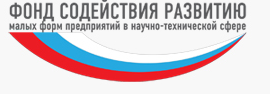 ФОНД СОДЕЙСТВИЯ РАЗВИТИЮ
малых форм предприятий в научно-технической сфере